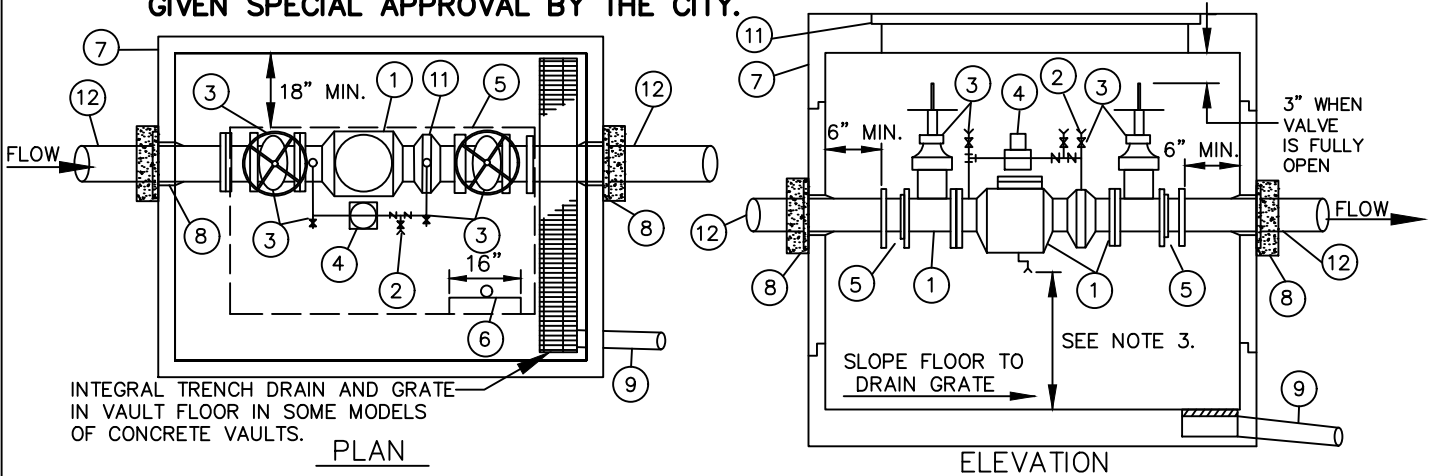 GIVEN SPECIAL APPROVAL BY THE CITY.
7
12
3
18" MIN.
1
11
5
12
FLOW
8
3
4
2
16"
3
8
6
9
INTEGRAL TRENCH DRAIN AND GRATE
IN VAULT FLOOR IN SOME MODELS
OF CONCRETE VAULTS.
PLAN
11
7
3
4
2
3
3" WHEN
VALVE
IS FULLY
OPEN
6" MIN.
6" MIN.
FLOW
12
8
5
1
1
5
12
8
SEE NOTE 3.
SLOPE FLOOR TO
DRAIN GRATE
9
ELEVATION